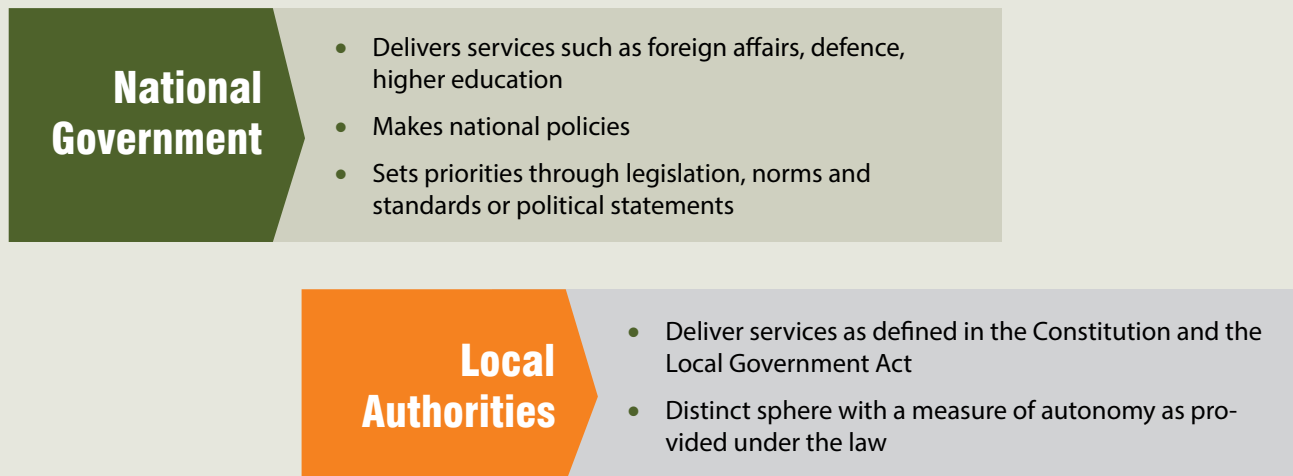 National
Government
• Delivers services such as foreign affairs, defence,
higher education
• Makes national policies
• Sets priorities through legislation, norms and
standards or political statements
Local
Authorities
• Deliver services as defined in the Constitution and the
Local Government Act
• Distinct sphere with a measure of autonomy as pro-
vided under the law